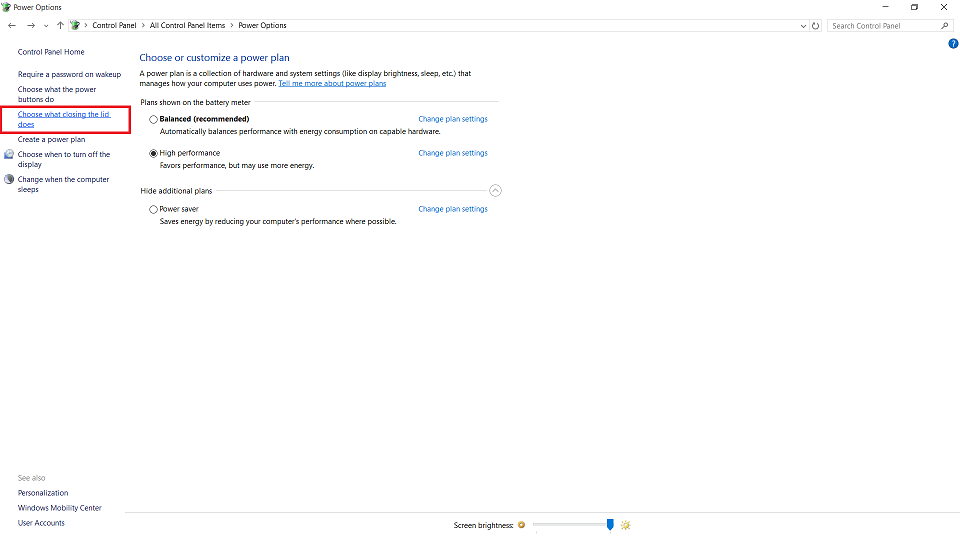 Power Options
Control Panel > All Control Panel Items > Power Options
Search Control Panel
?
Control Panel Home
Require a password on wakeup
Choose what the power
buttons do
Choose what closing the lid
does
Create a power plan
Choose when to turn off the
display
Change when the computer
sleeps
Choose or customize a power plan
A power plan is a collection of hardware and system settings (like display brightness, sleep, etc.) that
manages how your computer uses power. Tell me more about power plans
Plans shown on the battery meter
Balanced (recommended) Change plan settings
Automatically balances performance with energy consumption on capable hardware.
High performance Change plan settings
Favors performance, but may use more energy.
Hide additional plans
Power saver Change plan settings
Saves energy by reducing your computer's performance where possible.
See also
Personalization
Windows Mobility Center
User Accounts
Screen brightness: